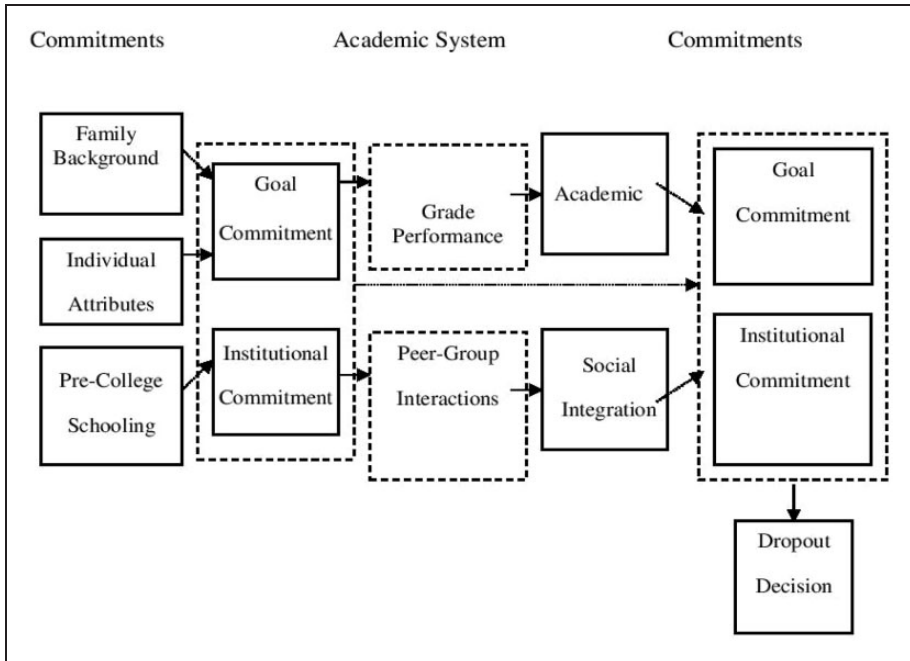 Commitments
Academic System
Commitments
Family
Background
Individual
Attributes
Pre-College
Schooling
Goal
Commitment
Institutional
Commitment
Grade
Performance
Peer-Group
Interactions
Academic
Social
Integration
Goal
Commitment
Institutional
Commitment
Dropout
Decision